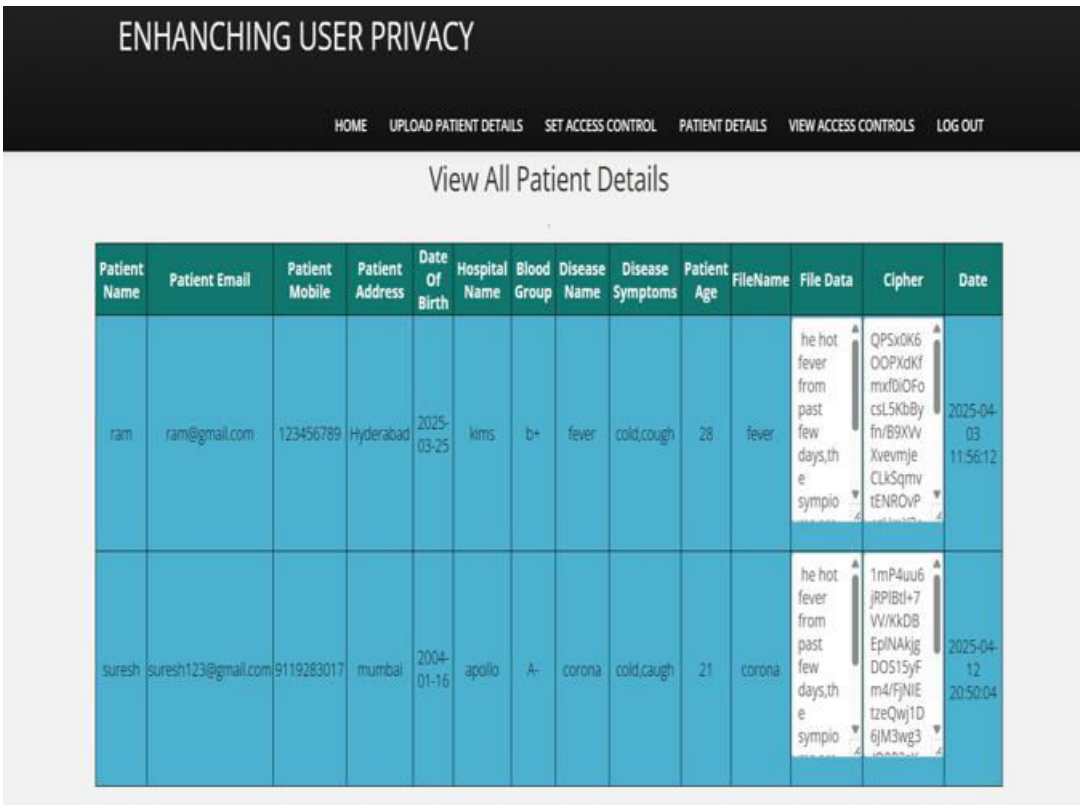 ENHANCHING USER PRIVACY
HOME UPLOAD PATIENT DETAILS SET ACCESS CONTROL PATIENT DETAILS VIEW ACCESS CONTROLS LOG OUT
View All Patient Details
Patient Name Patient Email Patient Mobile Patient Address Date Of Birth Hospital Name Blood Group Disease Name Disease Symptoms Patient Age FileName File Data Cipher Date
ram ram@gmail.com 123456789 Hyderabad 2025-03-25 kims b+ fever cold,cough 28 fever
he hot
fever
from
past
few
days,th
e
sympio
QPSx0K6
OOPXdKf
mxf0iOFo
csL5KbBy
fn/B9XVv
XvevmJe
CLkSqmv
tENROvP
2025-04-
03
11:56:12
suresh suresh123@gmail.com 9119283017 mumbai 2004-01-16 apollo A- corona cold,caugh 21 corona
he hot
fever
from
past
few
days,th
e
sympio
1mP4uu6
jRPIBtl+7
VV/KkDB
EplNAkjg
DOS15yF
m4/FjNIE
tzeQwj1D
6JM3wg3
2025-04-
12
20:50:04